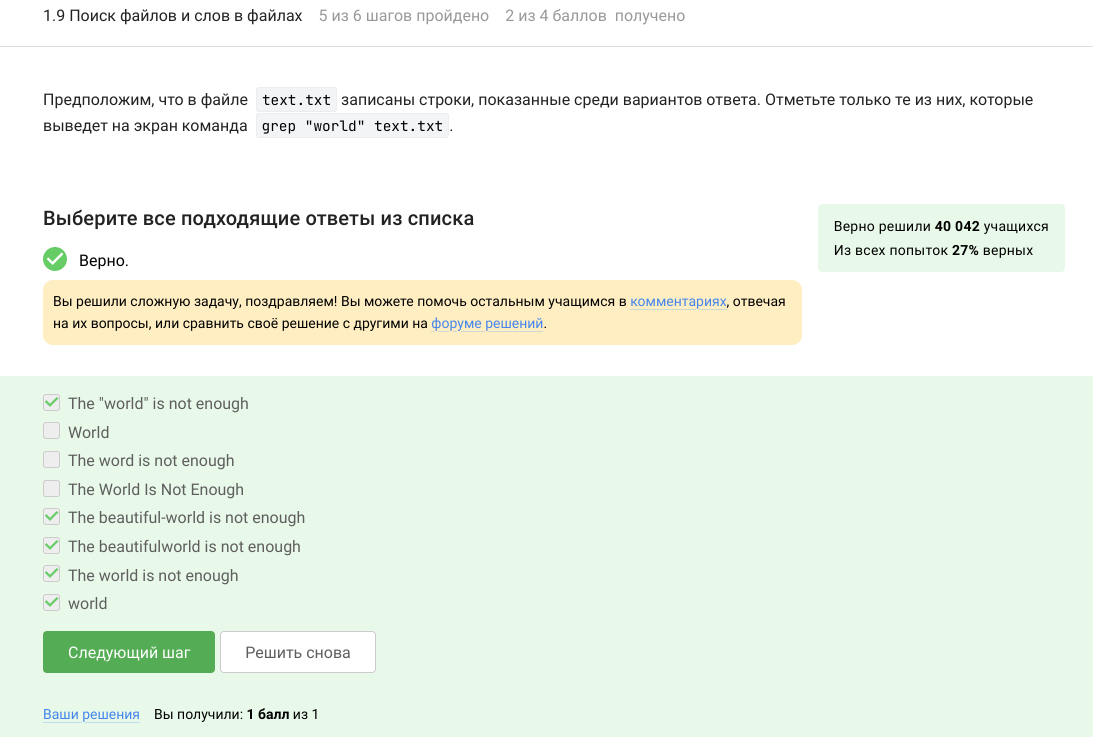 1.9 Поиск файлов и слов в файлах 5 из 6 шагов пройдено 2 из 4 баллов получено
Предположим, что в файле text.txt записаны строки, показанные среди вариантов ответа. Отметьте только те из них, которые
выведет на экран команда grep "world" text.txt.
Выберите все подходящие ответы из списка
Верно решили 40 042 учащихся
Из всех попыток 27% верных
Верно.
Вы решили сложную задачу, поздравляем! Вы можете помочь остальным учащимся в комментариях, отвечая
на их вопросы, или сравнить своё решение с другими на форуме решений.
The "world" is not enough
World
The word is not enough
The World Is Not Enough
The beautiful-world is not enough
The beautifulworld is not enough
The world is not enough
world
Следующий шаг Решить снова
Ваши решения Вы получили: 1 балл из 1